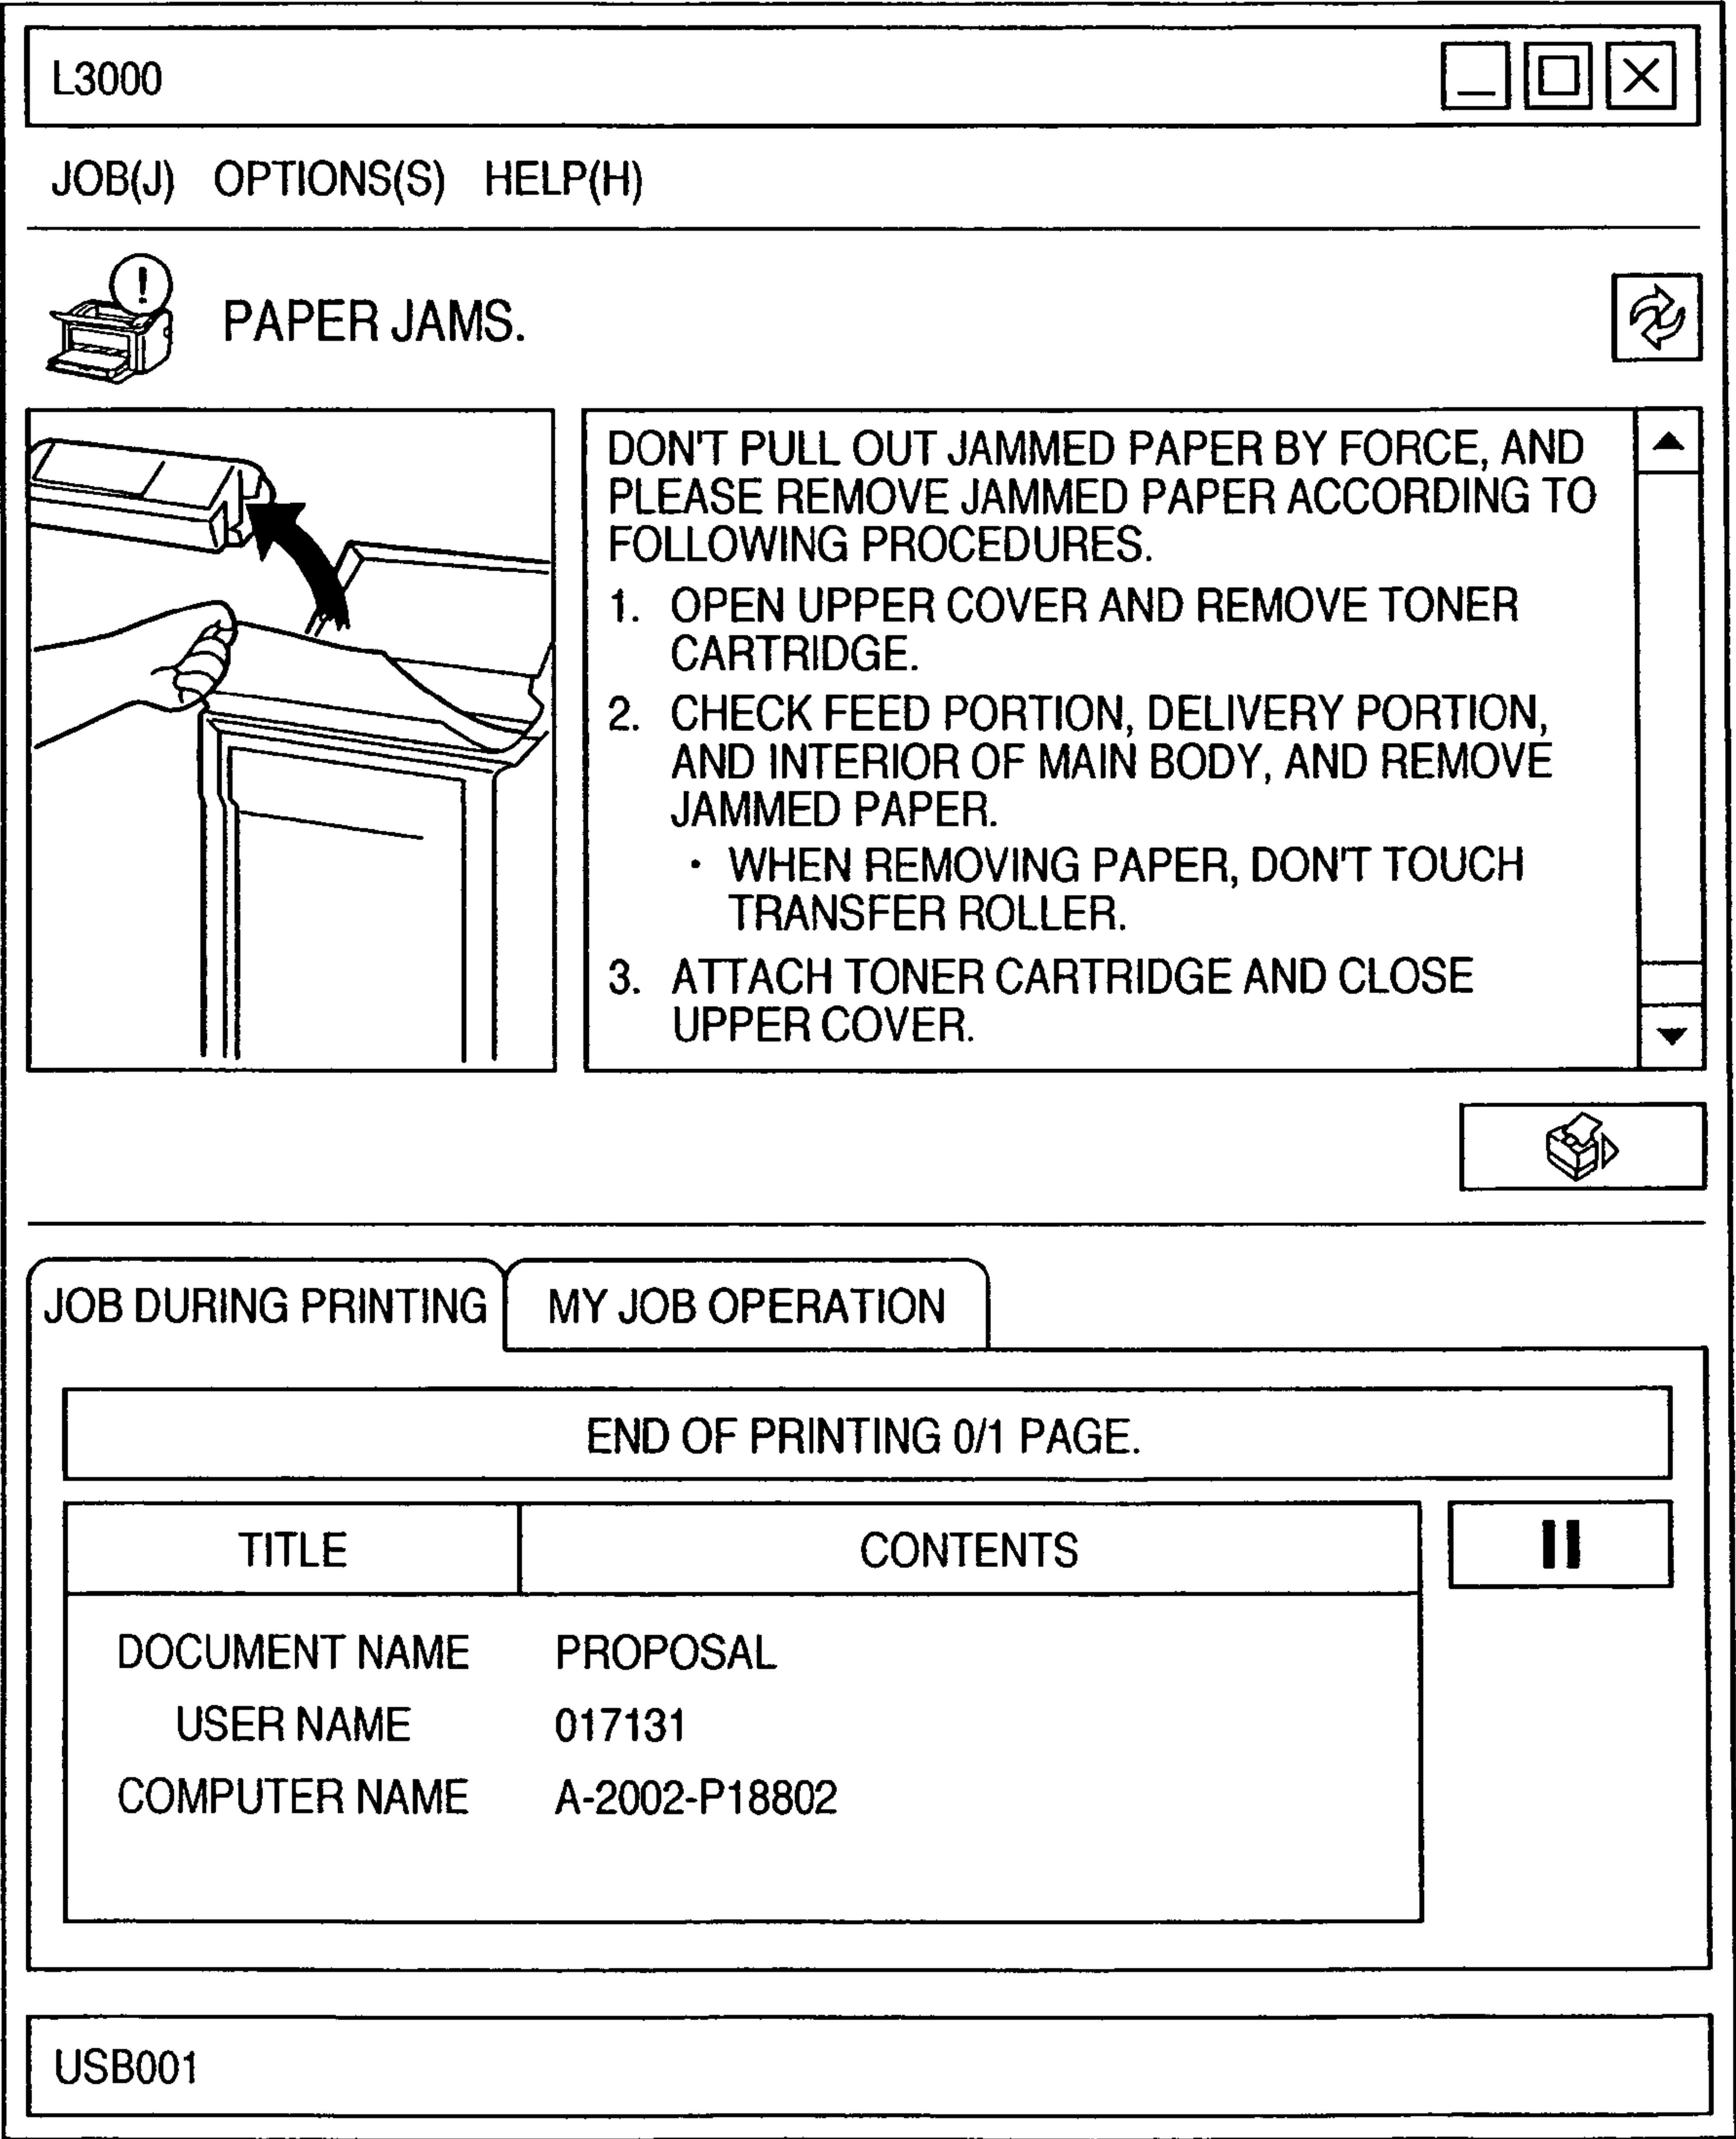 L3000
JOB(J) OPTIONS(S) HELP(H)
!
PAPER JAMS.
DON'T PULL OUT JAMMED PAPER BY FORCE, AND
PLEASE REMOVE JAMMED PAPER ACCORDING TO
FOLLOWING PROCEDURES.
1. OPEN UPPER COVER AND REMOVE TONER
CARTRIDGE.
2. CHECK FEED PORTION, DELIVERY PORTION,
AND INTERIOR OF MAIN BODY, AND REMOVE
JAMMED PAPER.
· WHEN REMOVING PAPER, DON'T TOUCH
TRANSFER ROLLER.
3. ATTACH TONER CARTRIDGE AND CLOSE
UPPER COVER.
JOB DURING PRINTING MY JOB OPERATION
END OF PRINTING 0/1 PAGE.
TITLE CONTENTS
DOCUMENT NAME PROPOSAL
USER NAME 017131
COMPUTER NAME A-2002-P18802
USB001